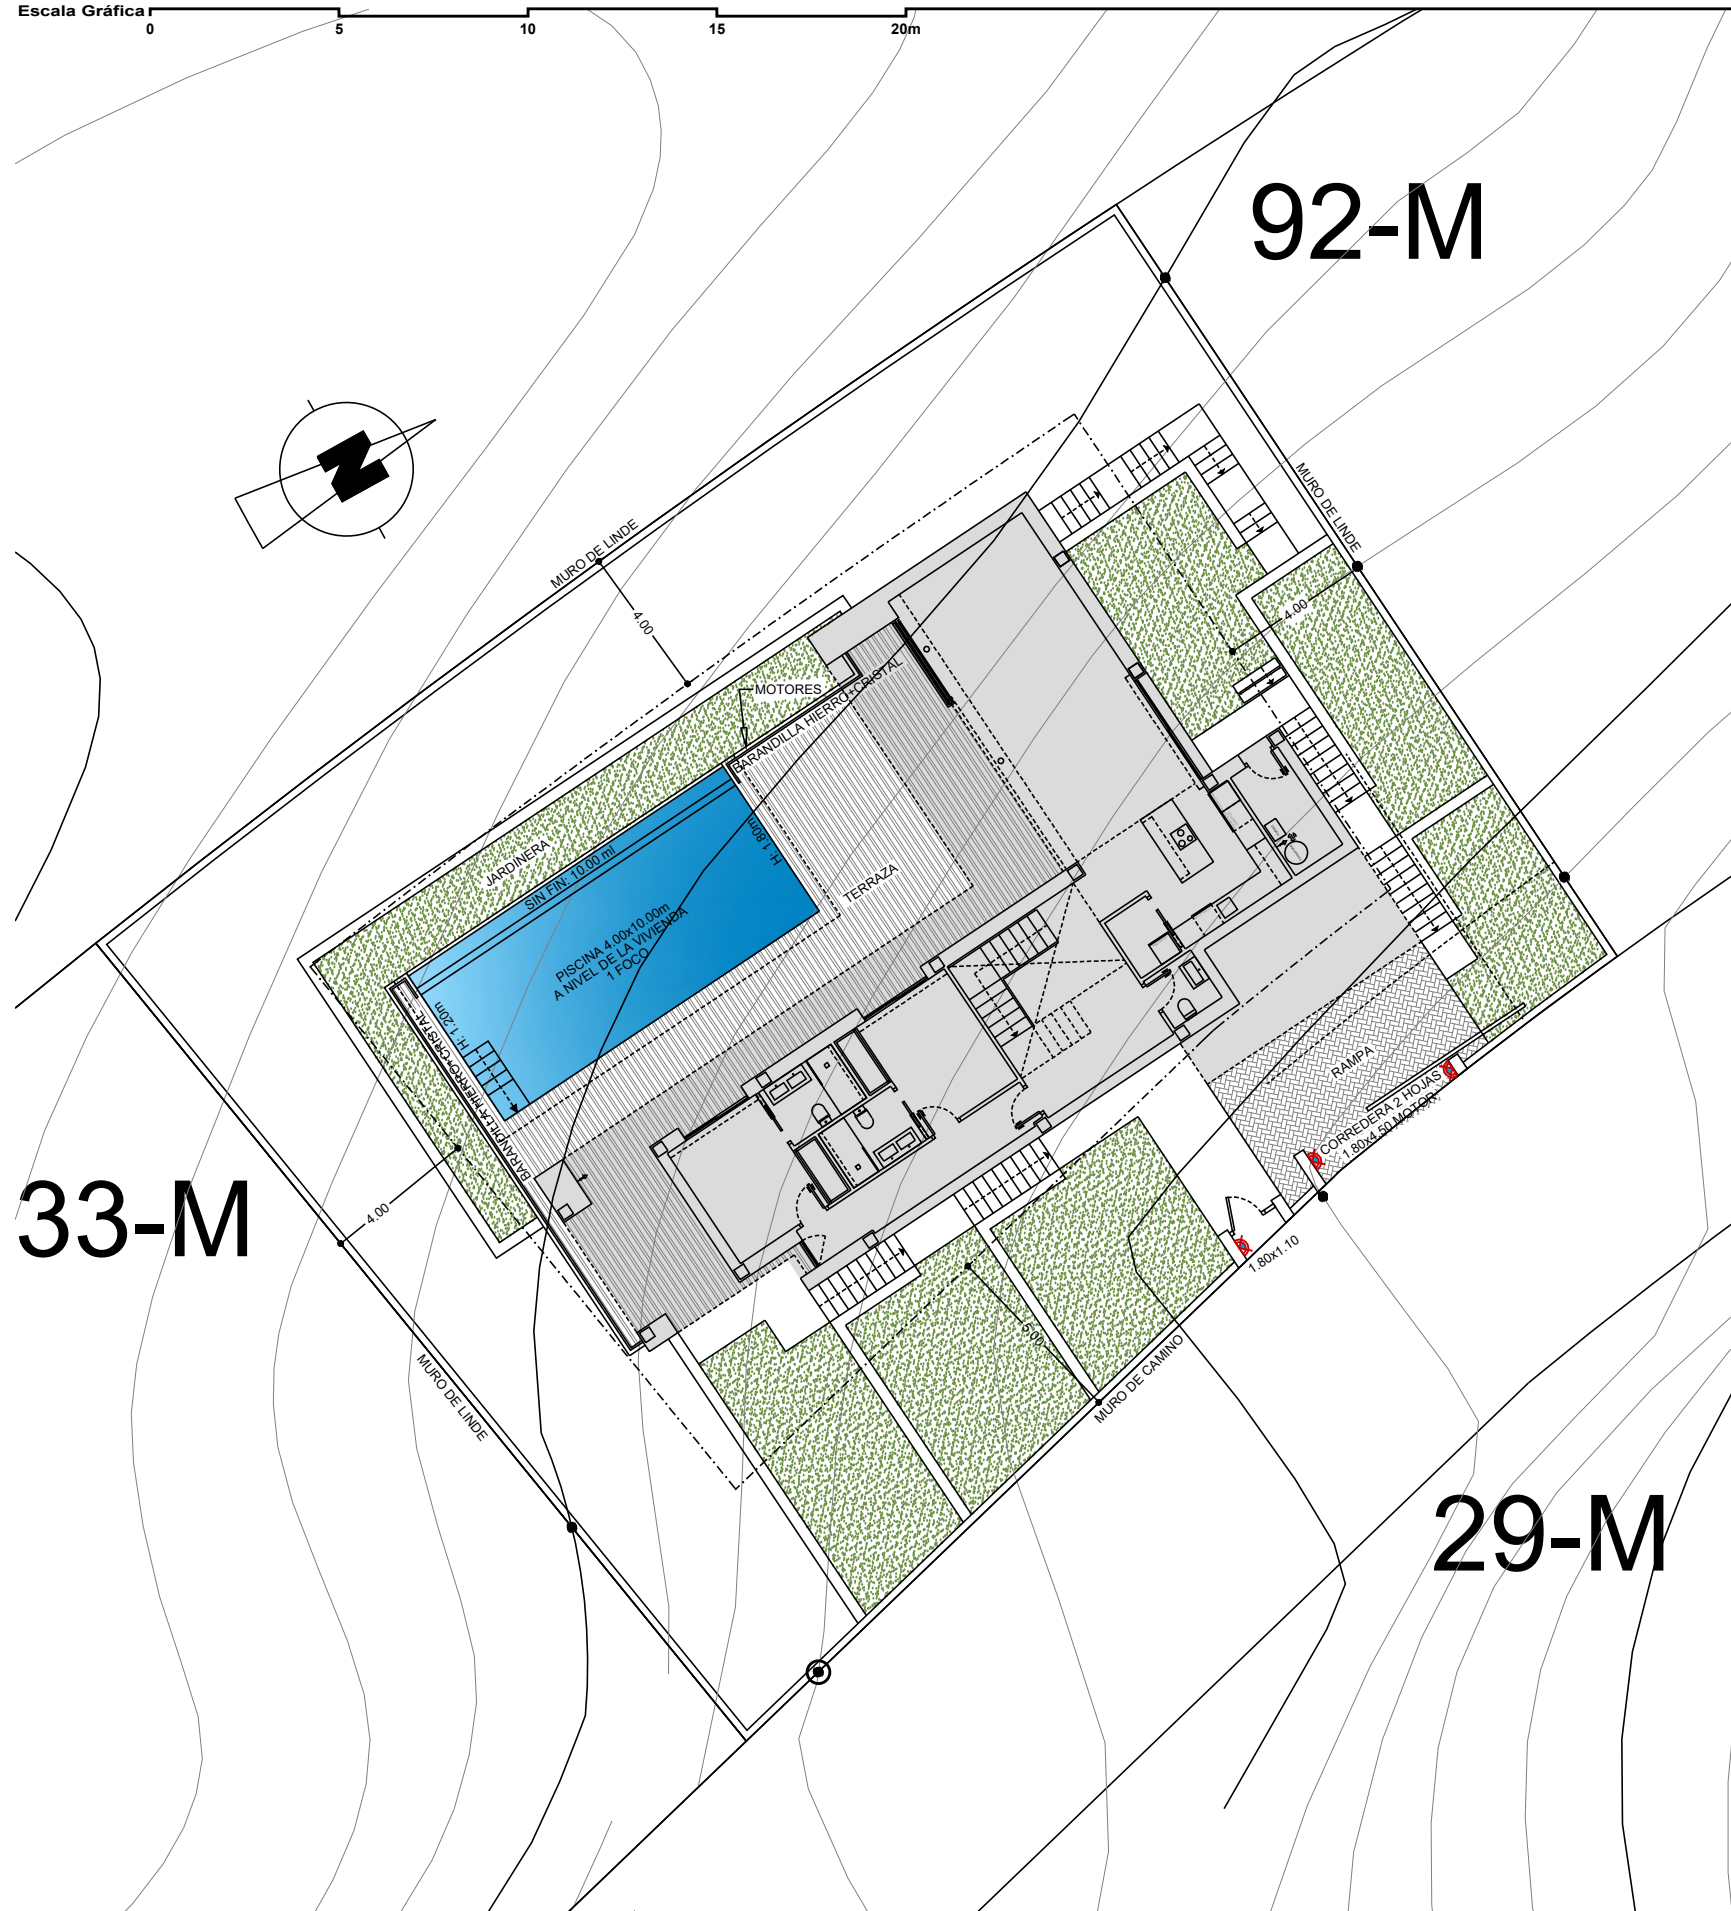 Escala Gráfica
0 5 10 15 20m
92-M
N
MURO DE LINDE
MURO DE LINDE
4.00
4.00
MOTORES
BARANDILLA HIERRO+CRISTAL
JARDINERA
SIN FIN: 10.00 ml
H. 1.80m
TERRAZA
PISCINA 4.00x10.00m
A NIVEL DE LA VIVIENDA
1 FOCO
H. 1.20m
BARANDILLA HIERRO+CRISTAL
RAMPA
CORREDERA 2 HOJAS
1.80x4.50 MOTOR
33-M
4.00
1.80x1.10
5.00
MURO DE LINDE
MURO DE CAMINO
29-M